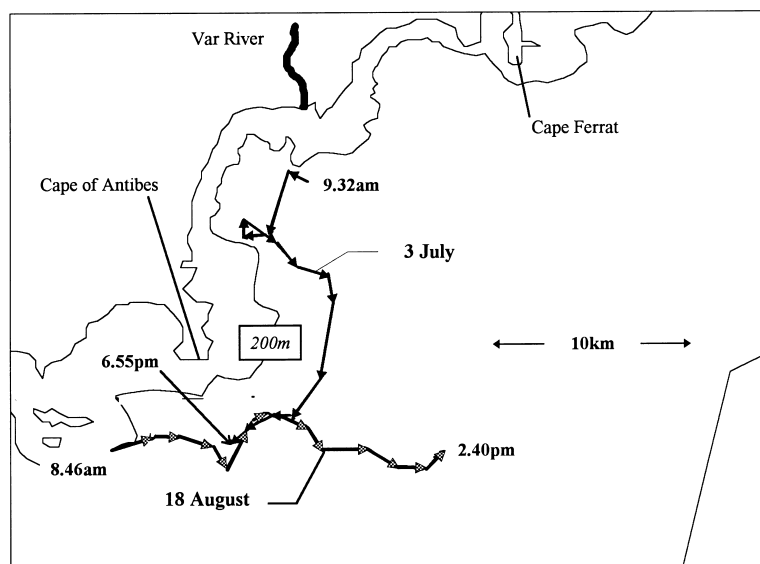 Var River
Cape Ferrat
Cape of Antibes
9.32am
3 July
200m
10km
6.55pm
8.46am
2.40pm
18 August